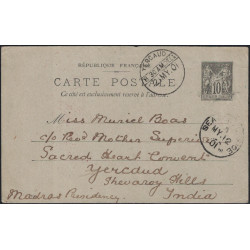 RÉPUBLIQUE FRANÇAISE
CARTE POSTALE
Ce côté est exclusivement réservé à l'adresse
10
Miss Muriel Boas
c/o Revd Mother Superior
Sacred Heart Convent
Yercaud
Shevaroy Hills
Madras Presidency India